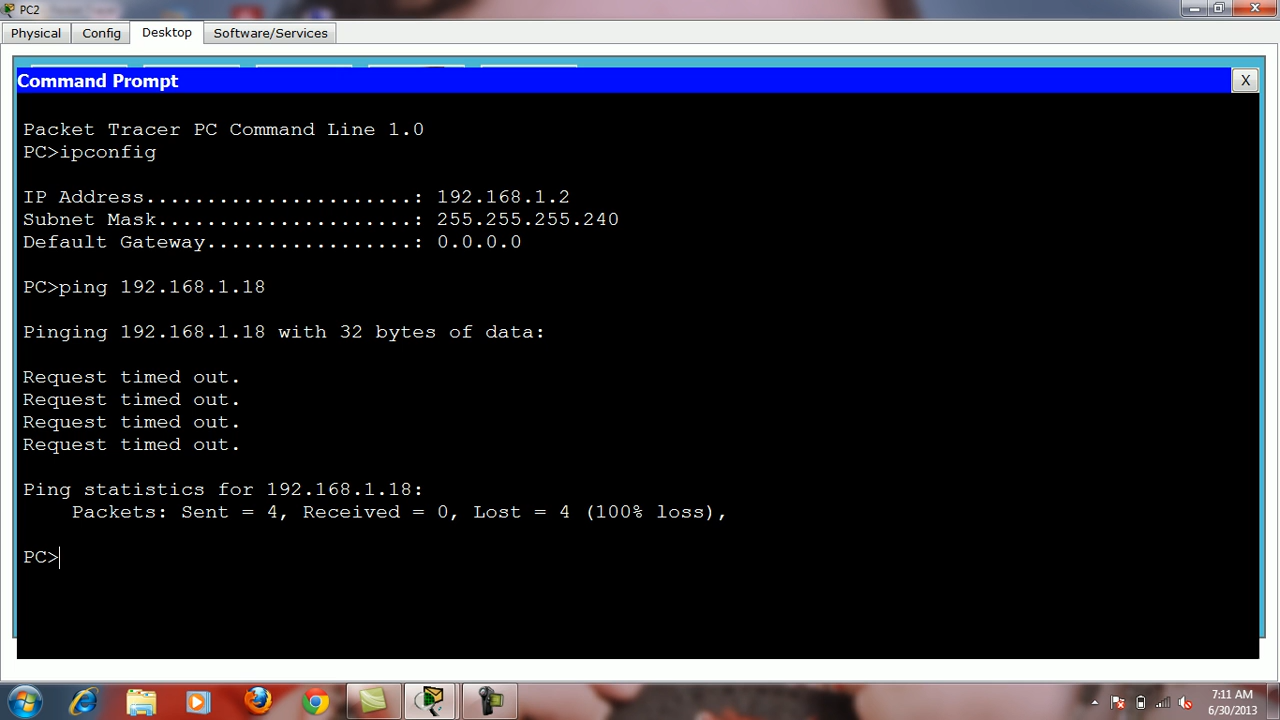 PC2
Physical
Config
Desktop
Software/Services
Command Prompt
X
Packet Tracer PC Command Line 1.0
PC>ipconfig
IP Address......................: 192.168.1.2
Subnet Mask.....................: 255.255.255.240
Default Gateway.................: 0.0.0.0
PC>ping 192.168.1.18
Pinging 192.168.1.18 with 32 bytes of data:
Request timed out.
Request timed out.
Request timed out.
Request timed out.
Ping statistics for 192.168.1.18:
Packets: Sent = 4, Received = 0, Lost = 4 (100% loss),
PC>
7:11 AM
6/30/2013